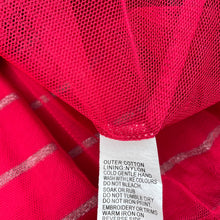 OUTER:COTTON
LINING:NYLON
COLD GENTLE HAND
WASH WITH LIKE COLOURS
DO NOT BLEACH,
SOAK OR RUB
DO NOT TUMBLE DRY
DO NOT IRON PRINT,
EMBROIDERY OR TRIMS
WARM IRON ON
REVERSE SIDE